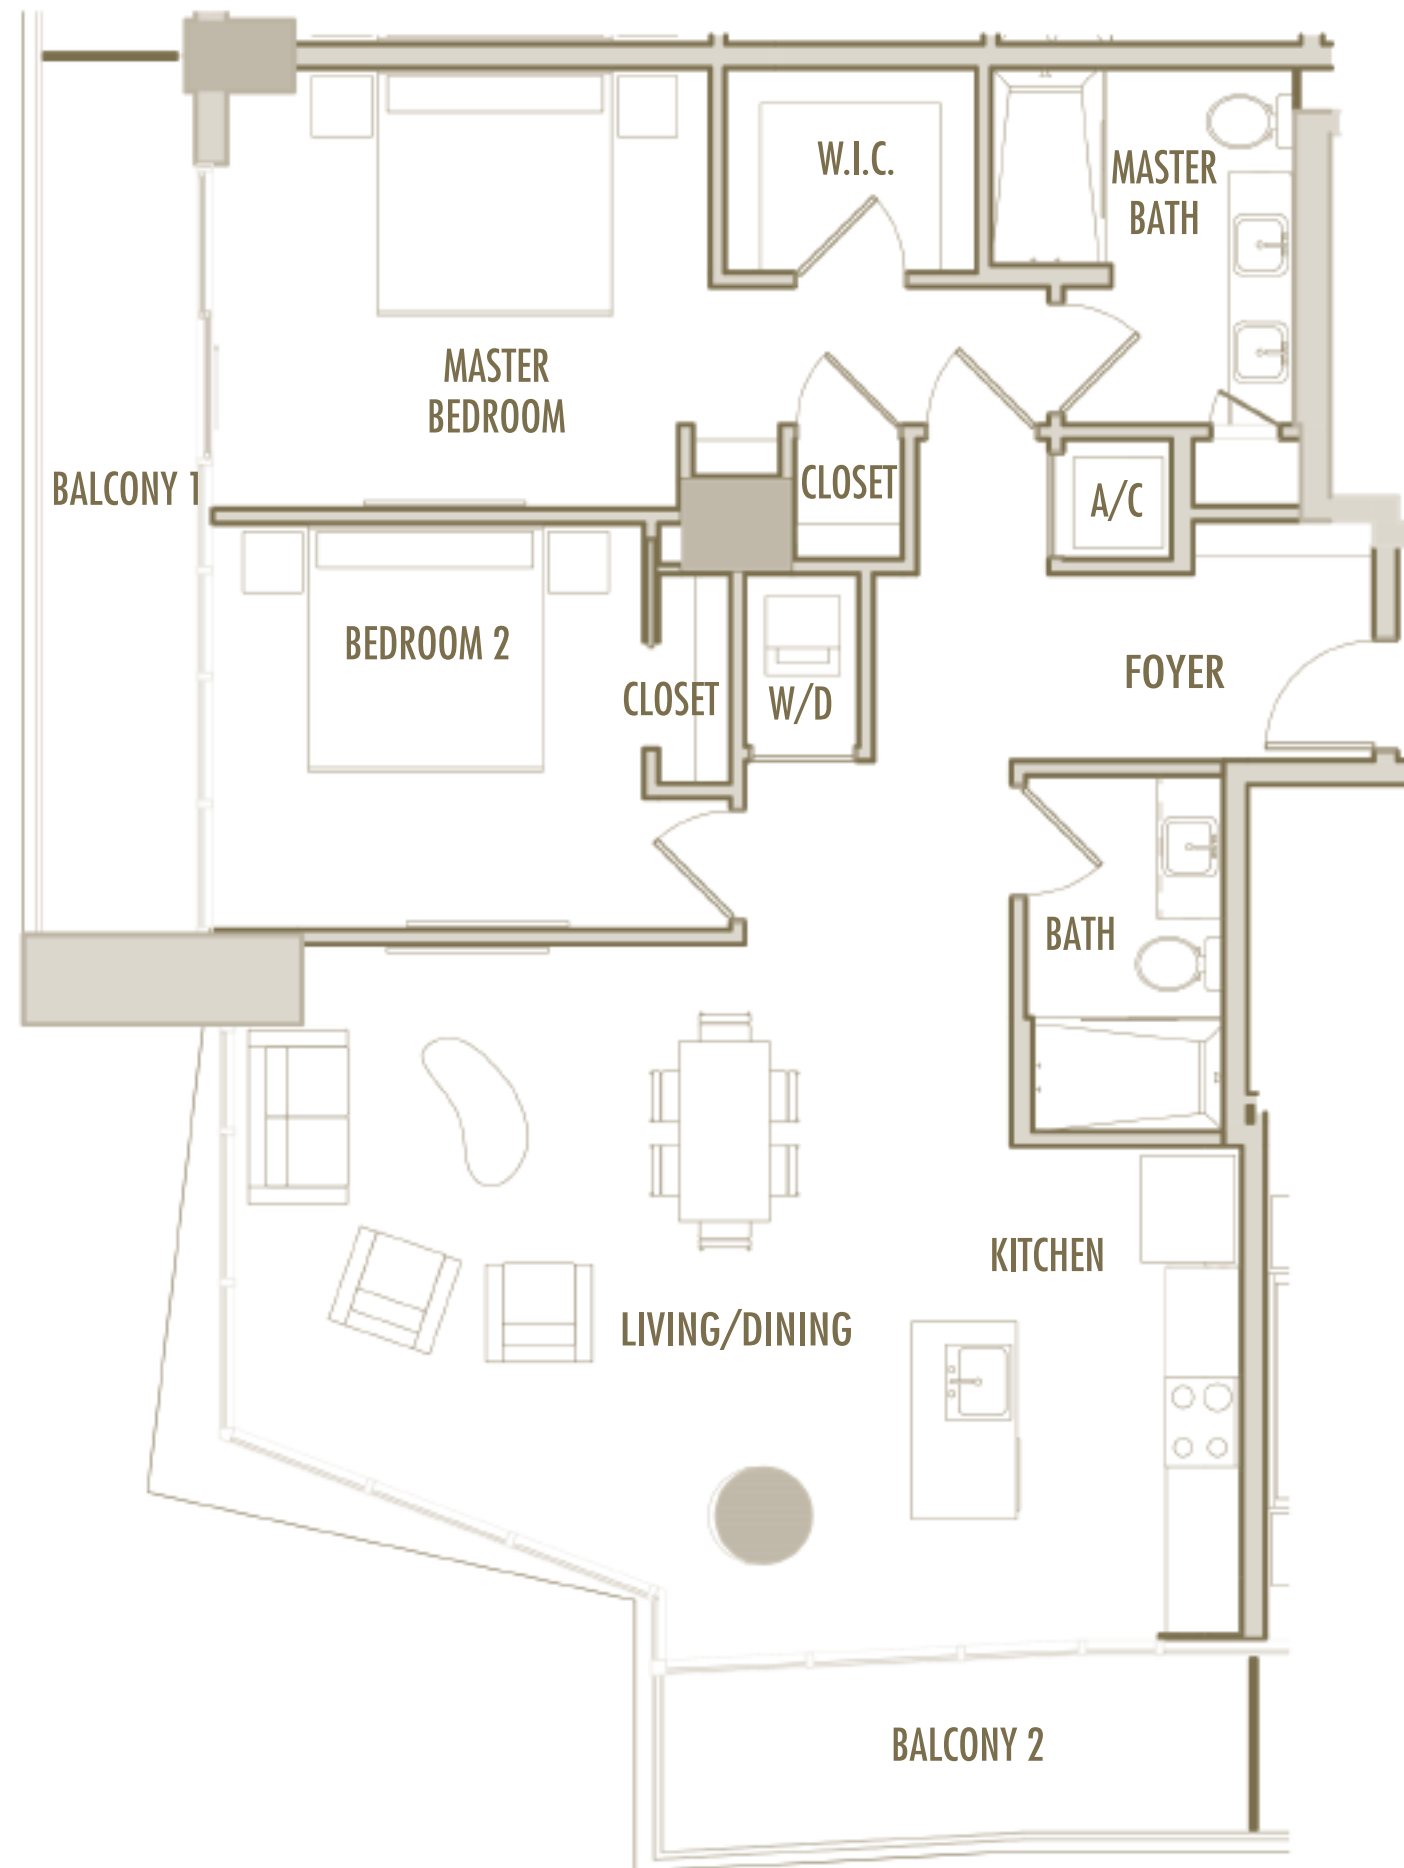 W.I.C.
MASTER
BATH
MASTER
BEDROOM
BALCONY 1
CLOSET
A/C
BEDROOM 2
CLOSET
W/D
FOYER
BATH
KITCHEN
LIVING/DINING
BALCONY 2